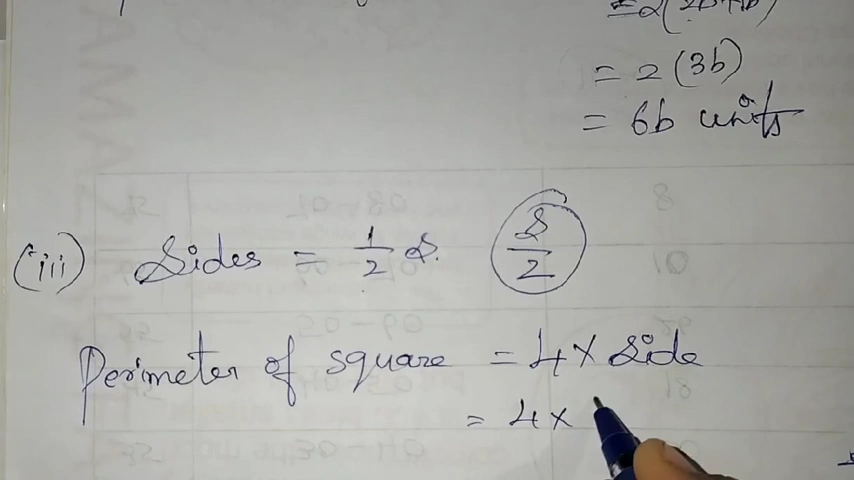 = 2 (3b)
= 6b units
(iii) Sides = 1/2 s. s/2
Perimeter of square = 4 × side
= 4 ×